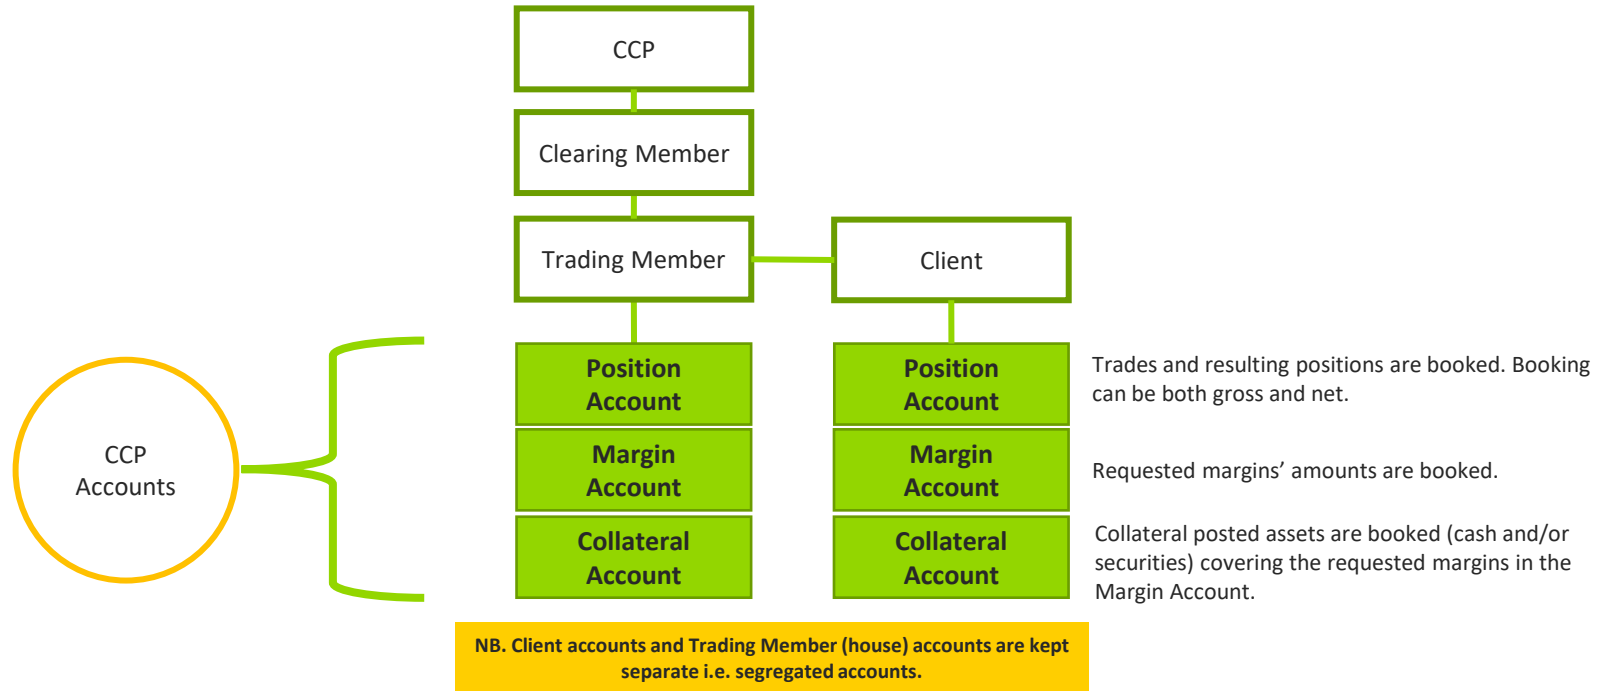 CCP
Clearing Member
Trading Member
Client
CCP
Accounts
Position
Account
Position
Account
Trades and resulting positions are booked. Booking
can be both gross and net.
Margin
Account
Margin
Account
Requested margins’ amounts are booked.
Collateral
Account
Collateral
Account
Collateral posted assets are booked (cash and/or
securities) covering the requested margins in the
Margin Account.
NB. Client accounts and Trading Member (house) accounts are kept
separate i.e. segregated accounts.